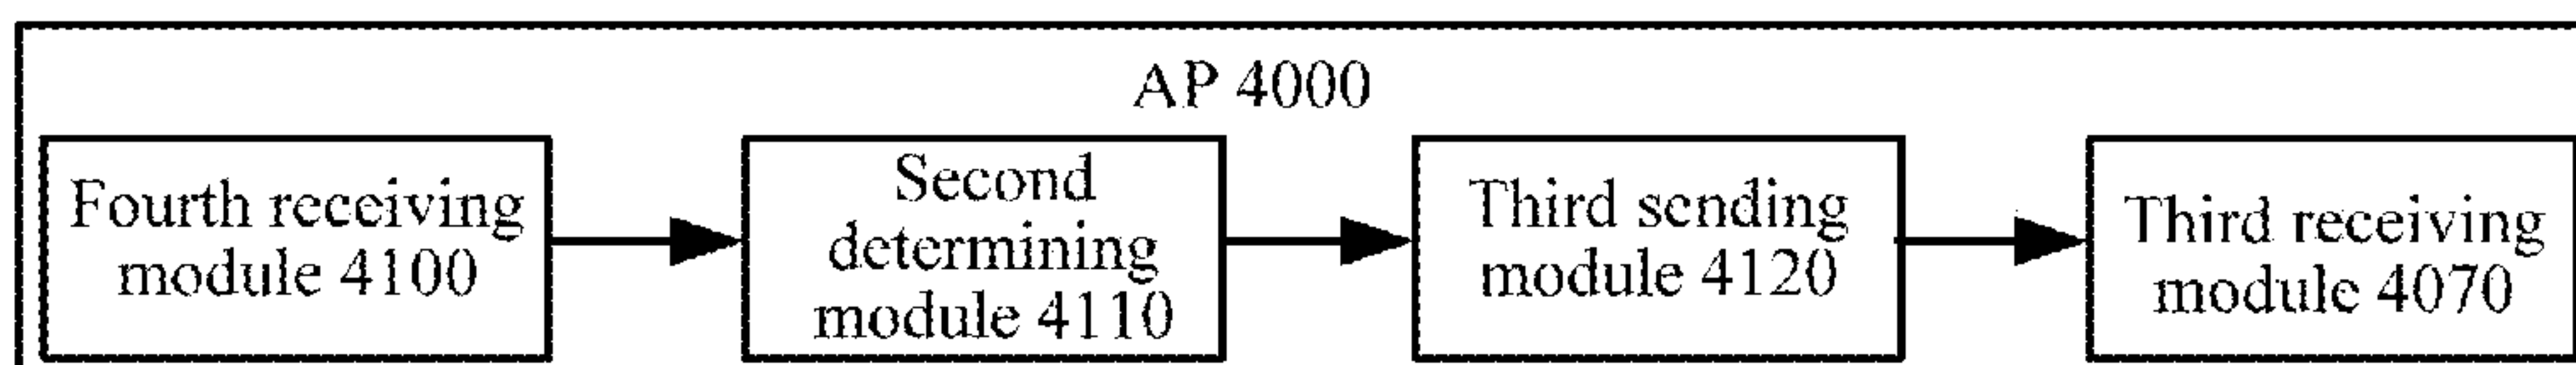 AP 4000
Fourth receiving
module 4100
Second
determining
module 4110
Third sending
module 4120
Third receiving
module 4070